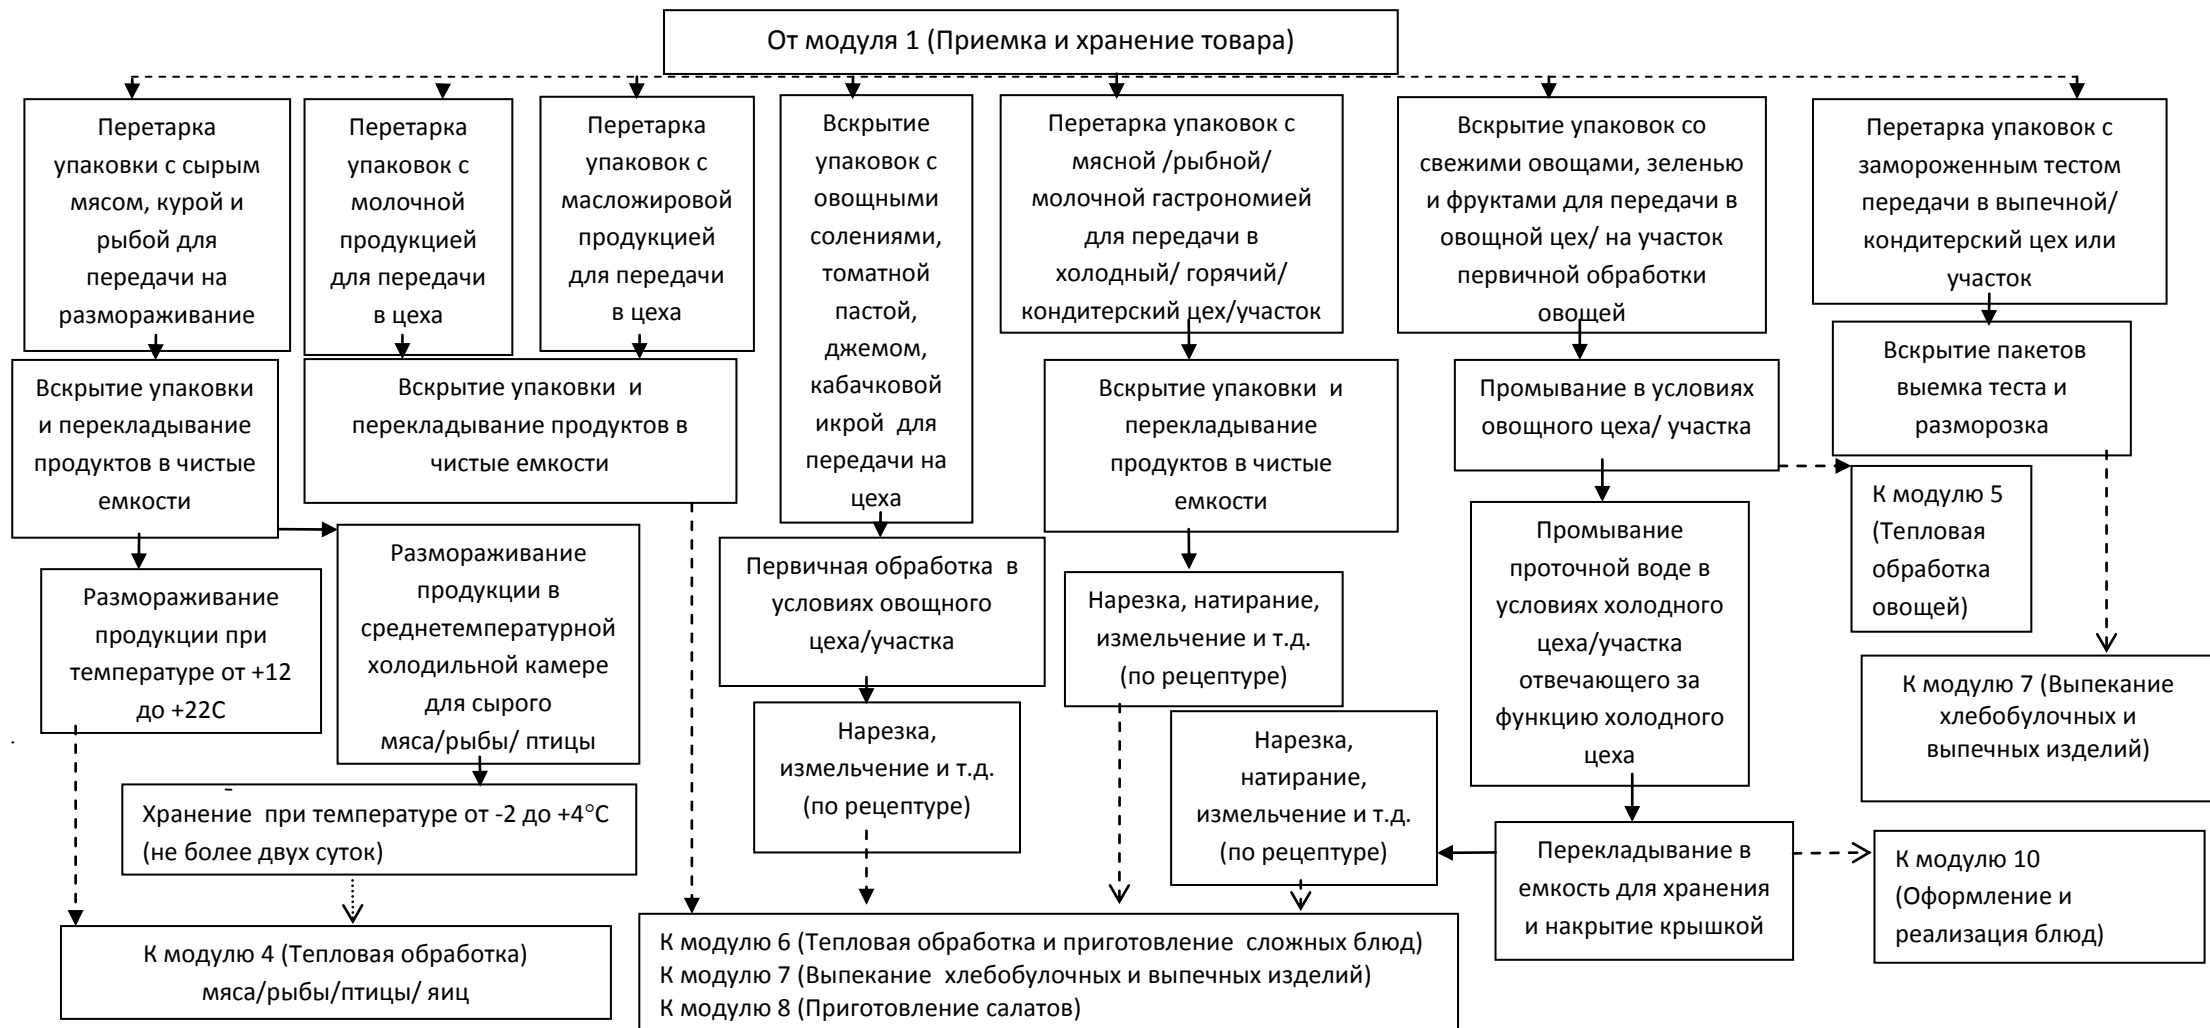 От модуля 1 (Приемка и хранение товара)
Перетарка
упаковки с сырым
мясом, курой и
рыбой для
передачи на
размораживание
Перетарка
упаковок с
молочной
продукцией
для передачи
в цеха
Перетарка
упаковок с
масложировой
продукцией
для передачи
в цеха
Вскрытие
упаковок с
овощными
солениями,
томатной
пастой,
джемом,
кабачковой
икрой для
передачи на
цеха
Перетарка упаковок с
мясной /рыбной/
молочной гастрономией
для передачи в
холодный/ горячий/
кондитерский цех/участок
Вскрытие упаковок со
свежими овощами, зеленью
и фруктами для передачи в
овощной цех/ на участок
первичной обработки
овощей
Перетарка упаковок с
замороженным тестом
передачи в выпечной/
кондитерский цех или
участок
Вскрытие упаковки
и перекладывание
продуктов в чистые
емкости
Вскрытие упаковки и
перекладывание продуктов в
чистые емкости
Вскрытие упаковки и
перекладывание
продуктов в чистые
емкости
Промывание в условиях
овощного цеха/ участка
Вскрытие пакетов
выемка теста и
разморозка
К модулю 5
(Тепловая
обработка
овощей)
Размораживание
продукции при
температуре от +12
до +22С
Размораживание
продукции в
среднетемпературной
холодильной камере
для сырого
мяса/рыбы/ птицы
Первичная обработка в
условиях овощного
цеха/участка
Нарезка, натирание,
измельчение и т.д.
(по рецептуре)
Промывание
проточной воде в
условиях холодного
цеха/участка
отвечающего за
функцию холодного
цеха
К модулю 7 (Выпекание
хлебобулочных и
выпечных изделий)
Нарезка,
измельчение и т.д.
(по рецептуре)
Нарезка,
натирание,
измельчение и т.д.
(по рецептуре)
Хранение при температуре от -2 до +4°С
(не более двух суток)
Перекладывание в
емкость для хранения
и накрытие крышкой
К модулю 10
(Оформление и
реализация блюд)
К модулю 4 (Тепловая обработка)
мяса/рыбы/птицы/ яиц
К модулю 6 (Тепловая обработка и приготовление сложных блюд)
К модулю 7 (Выпекание хлебобулочных и выпечных изделий)
К модулю 8 (Приготовление салатов)